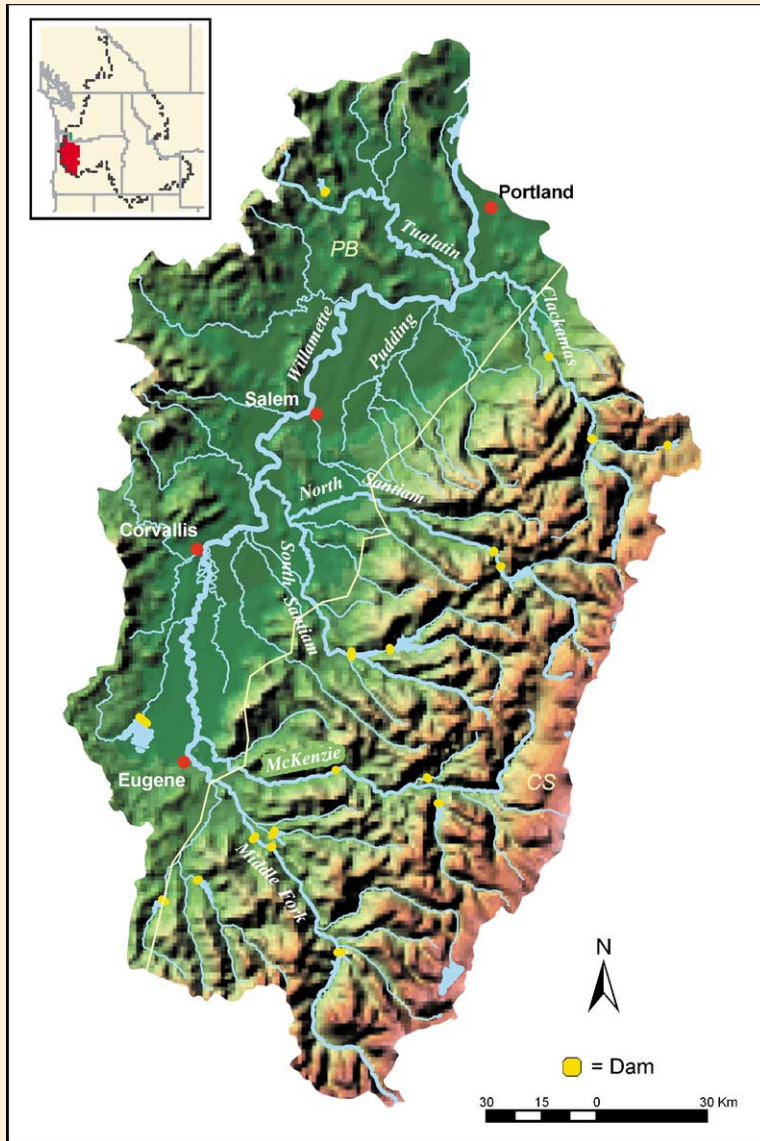 Portland
Tualatin
PB
Clackamas
Willamette
Pudding
Salem
North Santiam
Corvallis
South Santiam
McKenzie
Eugene
CS
Middle Fork
N
= Dam
30 15 0 30 Km